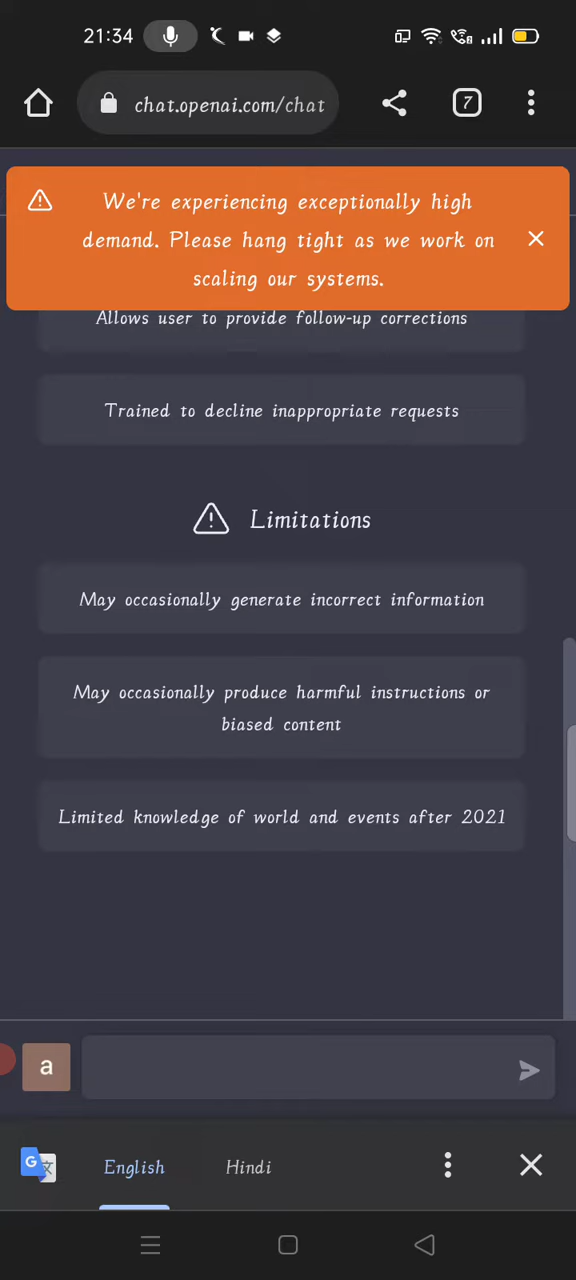 21:34
chat.openai.com/chat
7
We're experiencing exceptionally high
demand. Please hang tight as we work on
scaling our systems.
Allows user to provide follow-up corrections
Trained to decline inappropriate requests
Limitations
May occasionally generate incorrect information
May occasionally produce harmful instructions or
biased content
Limited knowledge of world and events after 2021
a
G 文 English Hindi